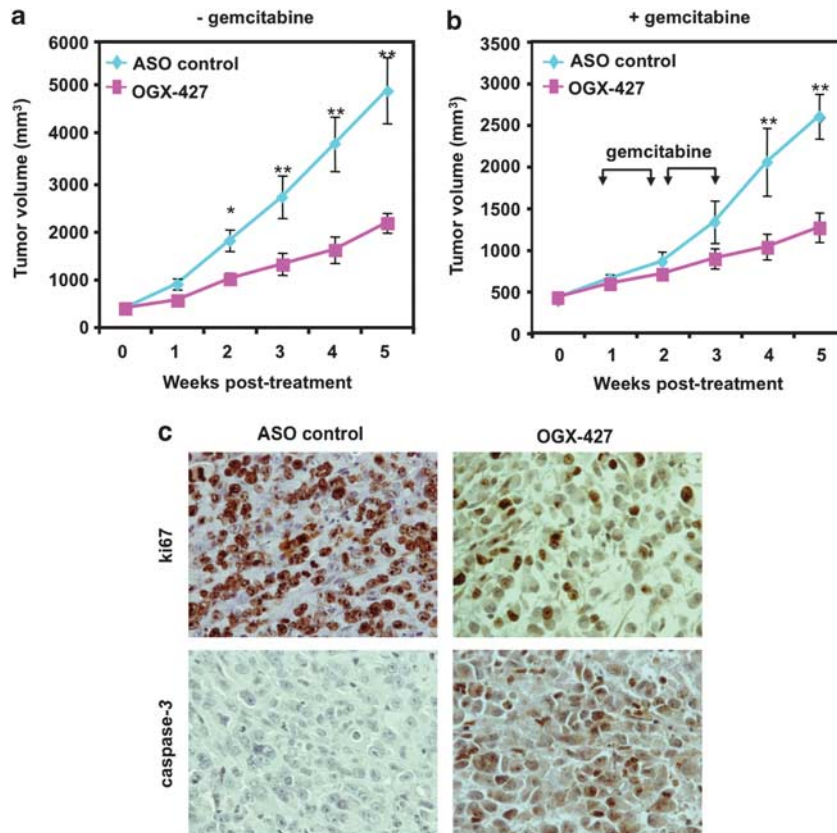 a
- gemcitabine
6000
5000
4000
3000
2000
1000
0
Tumor volume (mm³)
ASO control
OGX-427
*
**
**
**
0 1 2 3 4 5
Weeks post-treatment
b
+ gemcitabine
3500
3000
2500
2000
1500
1000
500
0
Tumor volume (mm³)
ASO control
OGX-427
gemcitabine
**
**
0 1 2 3 4 5
Weeks post-treatment
c
ASO control OGX-427
ki67
caspase-3